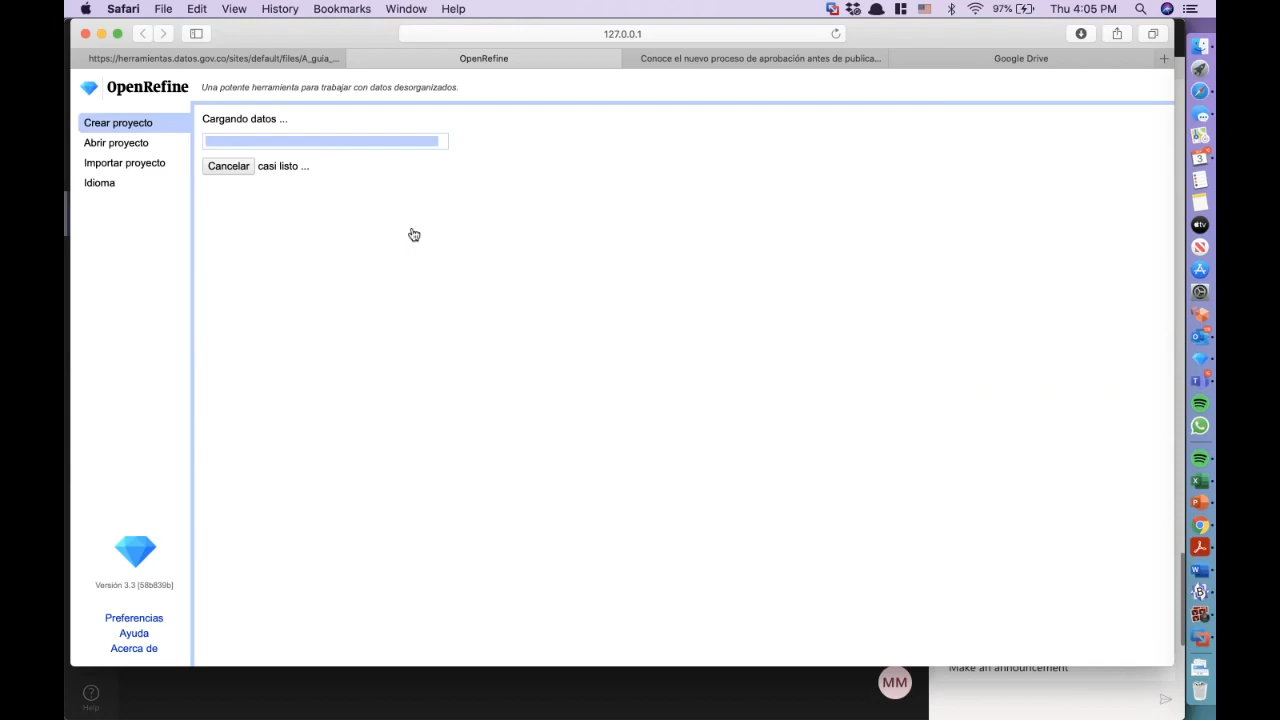 Safari File Edit View History Bookmarks Window Help 97% Thu 4:05 PM
127.0.0.1
https://herramientas.datos.gov.co/sites/default/files/A_guia_... OpenRefine Conoce el nuevo proceso de aprobación antes de publica... Google Drive
OpenRefine Una potente herramienta para trabajar con datos desorganizados.
Crear proyecto
Abrir proyecto
Importar proyecto
Idioma
Cargando datos ...
Cancelar casi listo ...
Versión 3.3 [58b839b]
Preferencias
Ayuda
Acerca de
Help
MM
Make an announcement